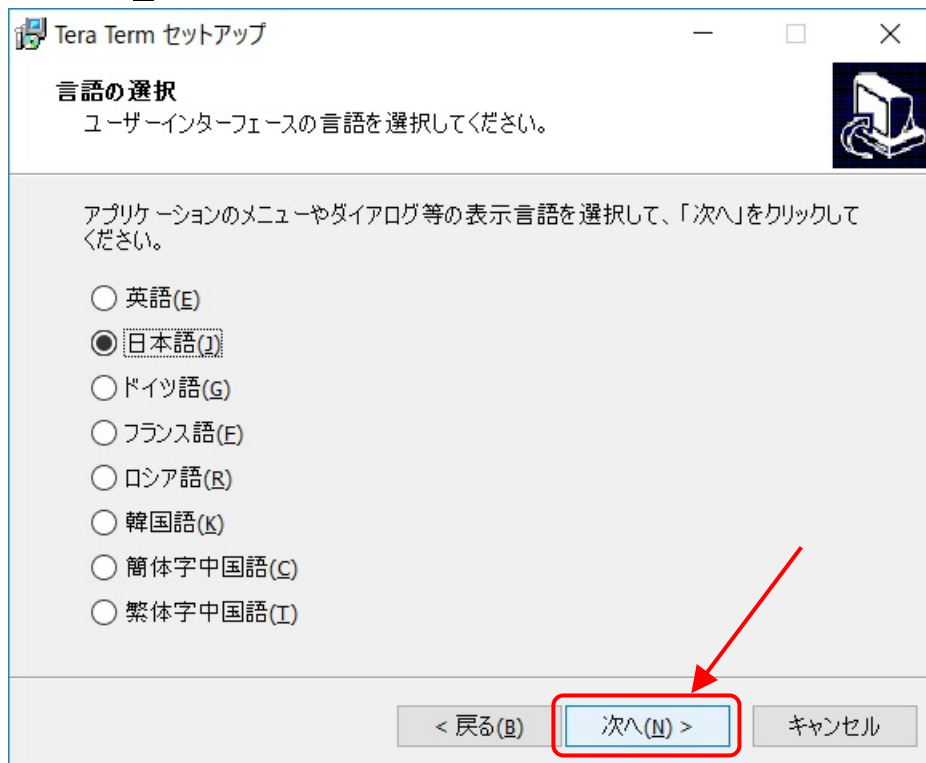 Tera Term セットアップ
言語の選択
ユーザーインターフェースの言語を選択してください。
アプリケーションのメニューやダイアログ等の表示言語を選択して、「次へ」をクリックして
ください。
英語(E)
日本語(J)
ドイツ語(G)
フランス語(F)
ロシア語(R)
韓国語(K)
簡体字中国語(C)
繁体字中国語(T)
< 戻る(B) 次へ(N) > キャンセル